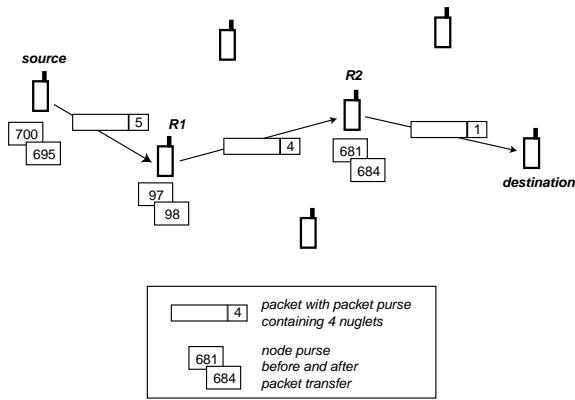 source
5
700
695
R1
97
98
4
R2
681
684
1
destination
4
packet with packet purse
containing 4 nuglets
681
684
node purse
before and after
packet transfer